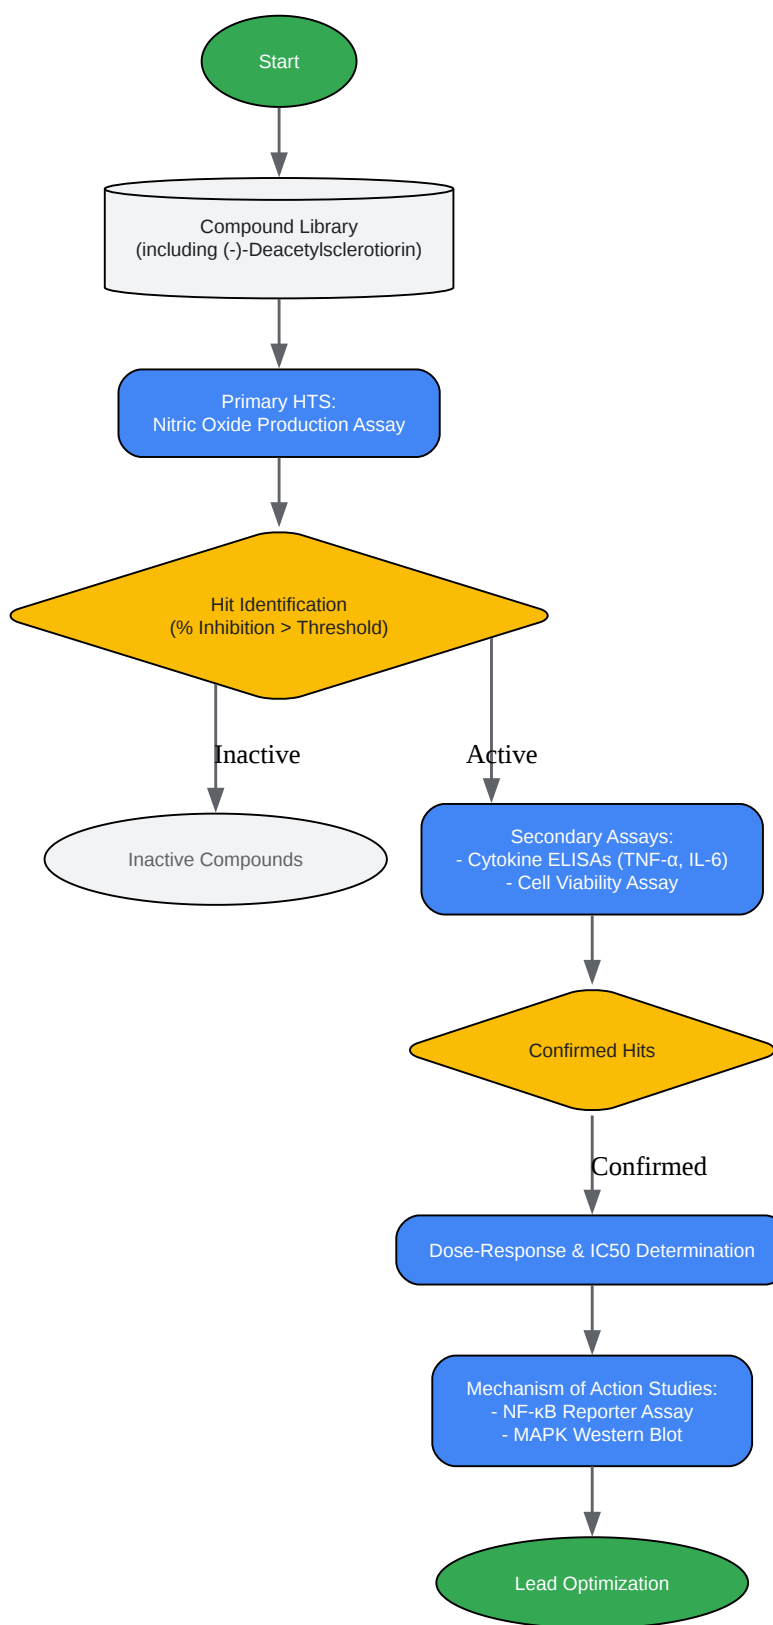 Start
Compound Library
(including (-)-Deacetylsclerotiorin)
Primary HTS:
Nitric Oxide Production Assay
Hit Identification
(% Inhibition > Threshold)
Inactive
Active
Inactive Compounds
Secondary Assays:
- Cytokine ELISAs (TNF-α, IL-6)
- Cell Viability Assay
Confirmed Hits
Confirmed
Dose-Response & IC50 Determination
Mechanism of Action Studies:
- NF-κB Reporter Assay
- MAPK Western Blot
Lead Optimization